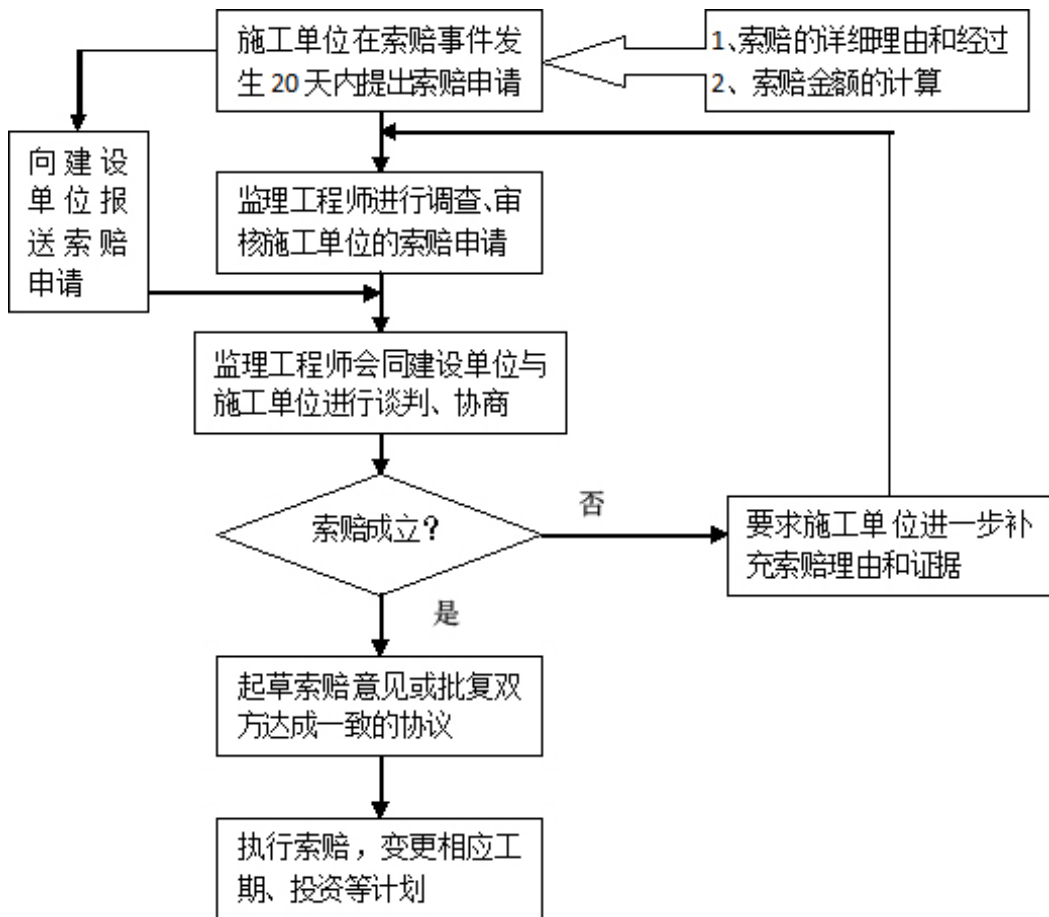 施工单位在索赔事件发
生 20 天内提出索赔申请
1、索赔的详细理由和经过
2、索赔金额的计算
向建设
单位报
送索赔
申请
监理工程师进行调查、审
核施工单位的索赔申请
监理工程师会同建设单位与
施工单位进行谈判、协商
索赔成立？
否
要求施工单位进一步补
充索赔理由和证据
是
起草索赔意见或批复双
方达成一致的协议
执行索赔，变更相应工
期、投资等计划